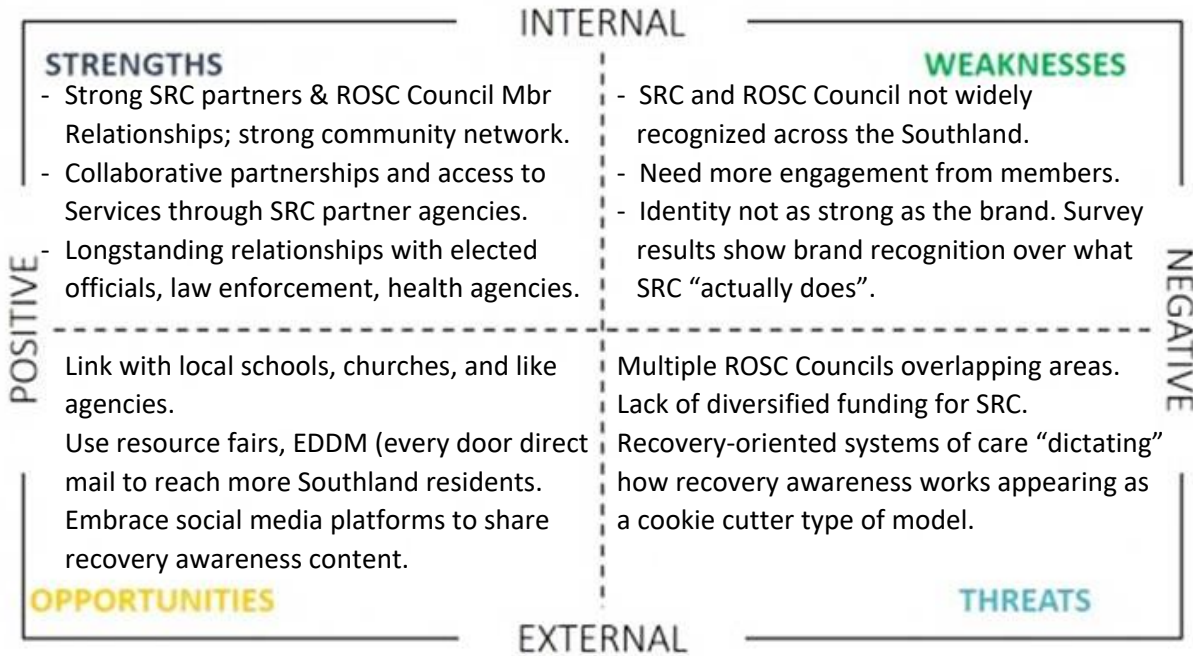 INTERNAL
STRENGTHS
- Strong SRC partners & ROSC Council Mbr
Relationships; strong community network.
- Collaborative partnerships and access to
Services through SRC partner agencies.
- Longstanding relationships with elected
officials, law enforcement, health agencies.
WEAKNESSES
- SRC and ROSC Council not widely
recognized across the Southland.
- Need more engagement from members.
- Identity not as strong as the brand. Survey
results show brand recognition over what
SRC “actually does”.
POSITIVE
NEGATIVE
Link with local schools, churches, and like
agencies.
Use resource fairs, EDDM (every door direct
mail to reach more Southland residents.
Embrace social media platforms to share
recovery awareness content.
OPPORTUNITIES
Multiple ROSC Councils overlapping areas.
Lack of diversified funding for SRC.
Recovery-oriented systems of care “dictating”
how recovery awareness works appearing as
a cookie cutter type of model.
THREATS
EXTERNAL